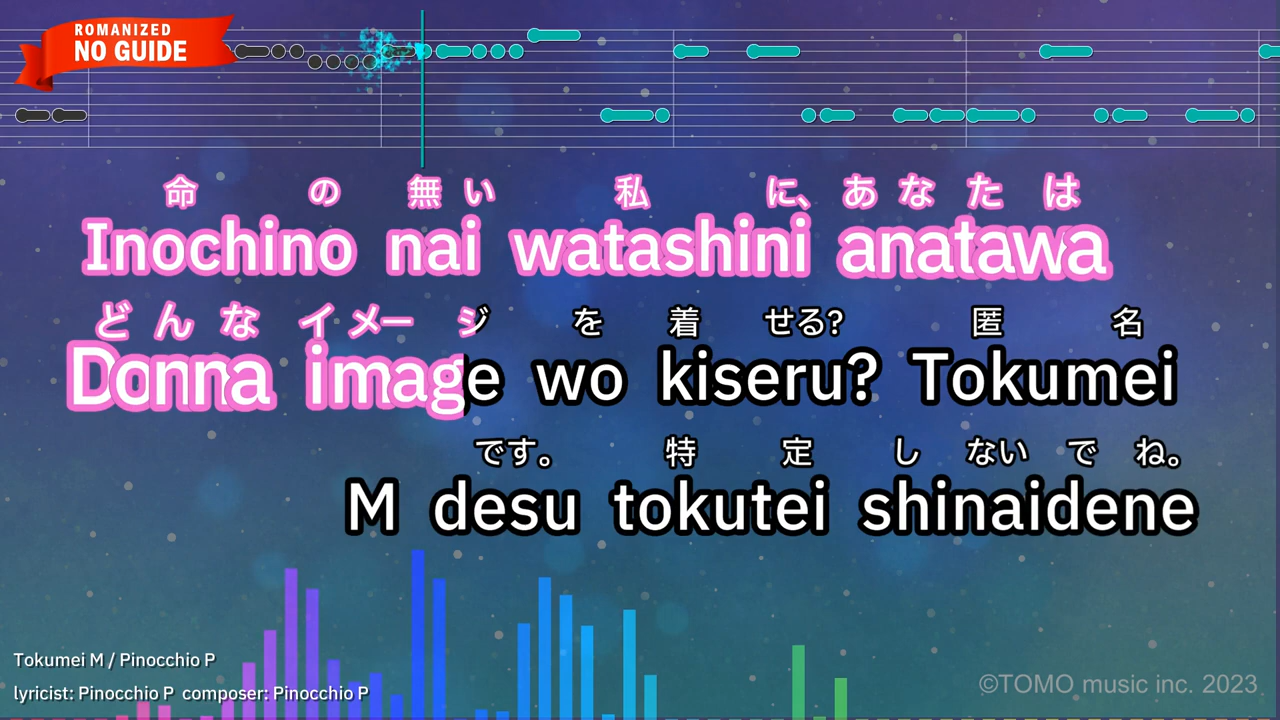 ROMANIZED
NO GUIDE
命の無い私に、あなたは
Inochino nai watashini anatawa
どんなイメージを着せる?匿名
Donna image wo kiseru? Tokumei
です。特定しないでね。
M desu tokutei shinaidene
Tokumei M / Pinocchio P
lyricist: Pinocchio P composer: Pinocchio P
©TOMO music inc. 2023